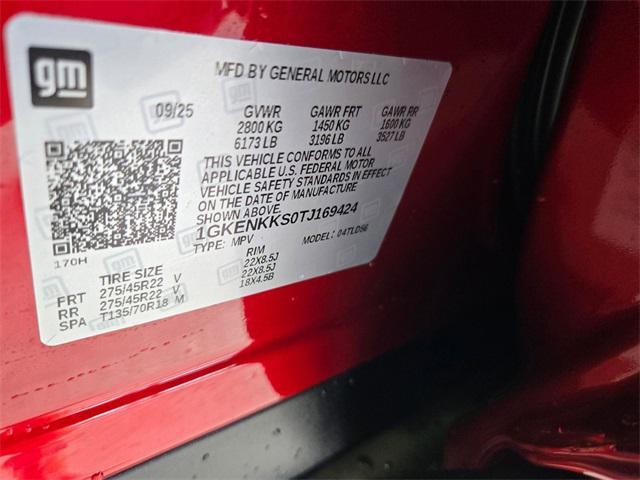 gm
MFD BY GENERAL MOTORS LLC
09/25 GVWR GAWR FRT GAWR RR
2800 KG 1450 KG 1600 KG
6173 LB 3196 LB 3527 LB
THIS VEHICLE CONFORMS TO ALL
APPLICABLE U.S. FEDERAL MOTOR
VEHICLE SAFETY STANDARDS IN EFFECT
ON THE DATE OF MANUFACTURE
SHOWN ABOVE.
1GKENKKS0TJ169424
170H TYPE: MPV MODEL: 04TLD56
TIRE SIZE RIM
FRT 275/45R22 V 22X8.5J
RR 275/45R22 V 22X8.5J
SPA T135/70R18 M 18X4.5B